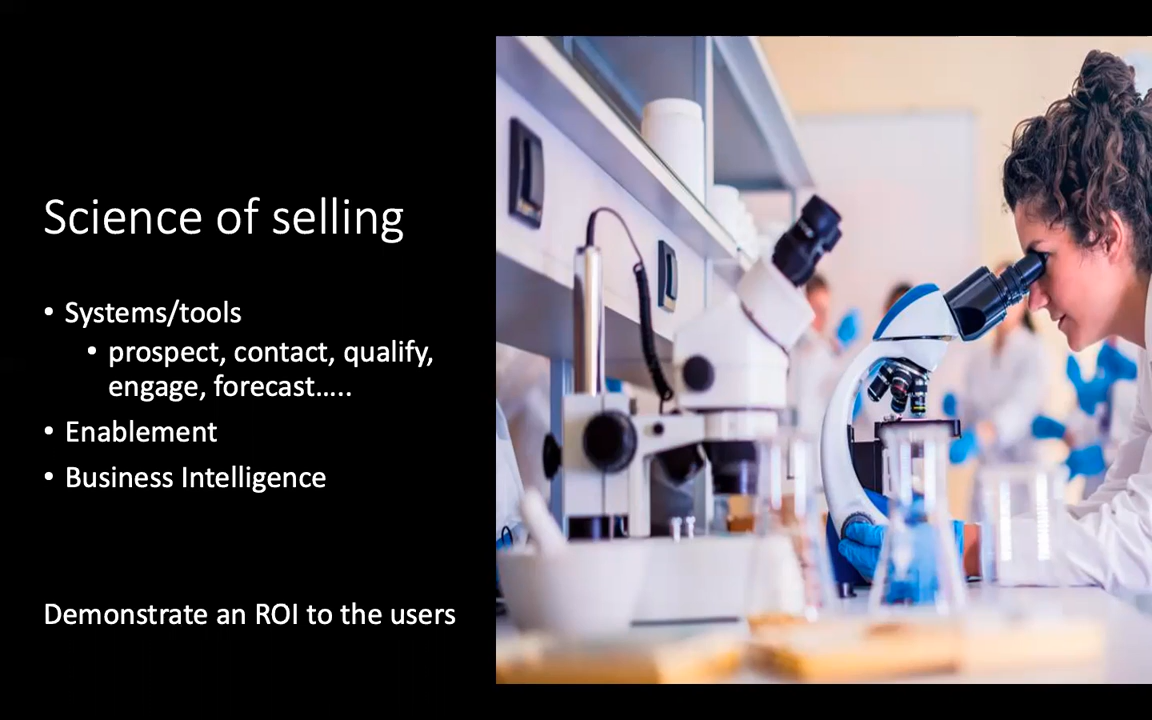 Science of selling
• Systems/tools
• prospect, contact, qualify,
engage, forecast…..
• Enablement
• Business Intelligence
Demonstrate an ROI to the users